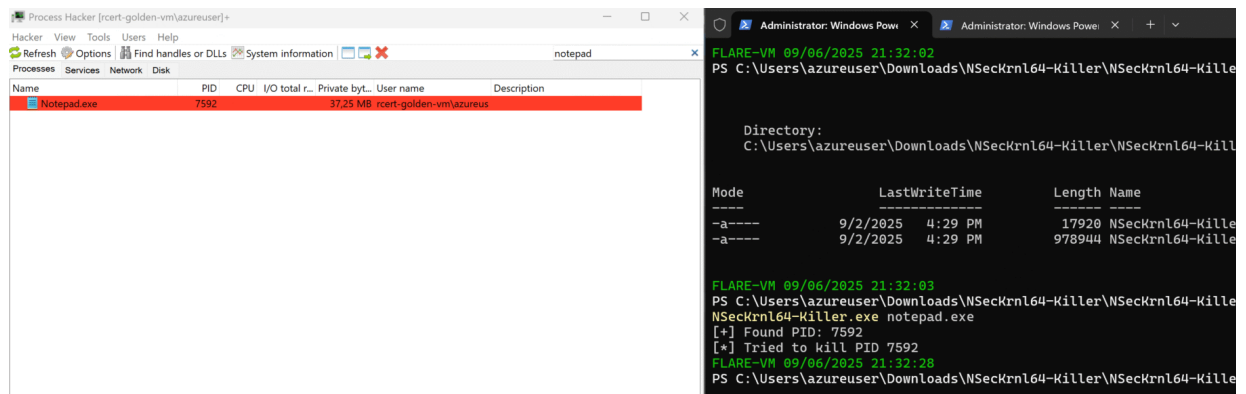 Process Hacker [rcert-golden-vm\azureuser]+
Hacker View Tools Users Help
Refresh Options Find handles or DLLs System information notepad
Processes Services Network Disk
Name PID CPU I/O total r... Private byt... User name Description
Notepad.exe 7592 37,25 MB rcert-golden-vm\azureus
Administrator: Windows Powe Administrator: Windows Power
FLARE-VM 09/06/2025 21:32:02
PS C:\Users\azureuser\Downloads\NSecKrnl64-Killer\NSecKrnl64-Kille
Directory:
C:\Users\azureuser\Downloads\NSecKrnl64-Killer\NSecKrnl64-Kill
Mode LastWriteTime Length Name
---- ------------- ------ ----
-a---- 9/2/2025 4:29 PM 17920 NSecKrnl64-Kille
-a---- 9/2/2025 4:29 PM 978944 NSecKrnl64-Kille
FLARE-VM 09/06/2025 21:32:03
PS C:\Users\azureuser\Downloads\NSecKrnl64-Killer\NSecKrnl64-Kille
NSecKrnl64-Killer.exe notepad.exe
[+] Found PID: 7592
[*] Tried to kill PID 7592
FLARE-VM 09/06/2025 21:32:28
PS C:\Users\azureuser\Downloads\NSecKrnl64-Killer\NSecKrnl64-Kille